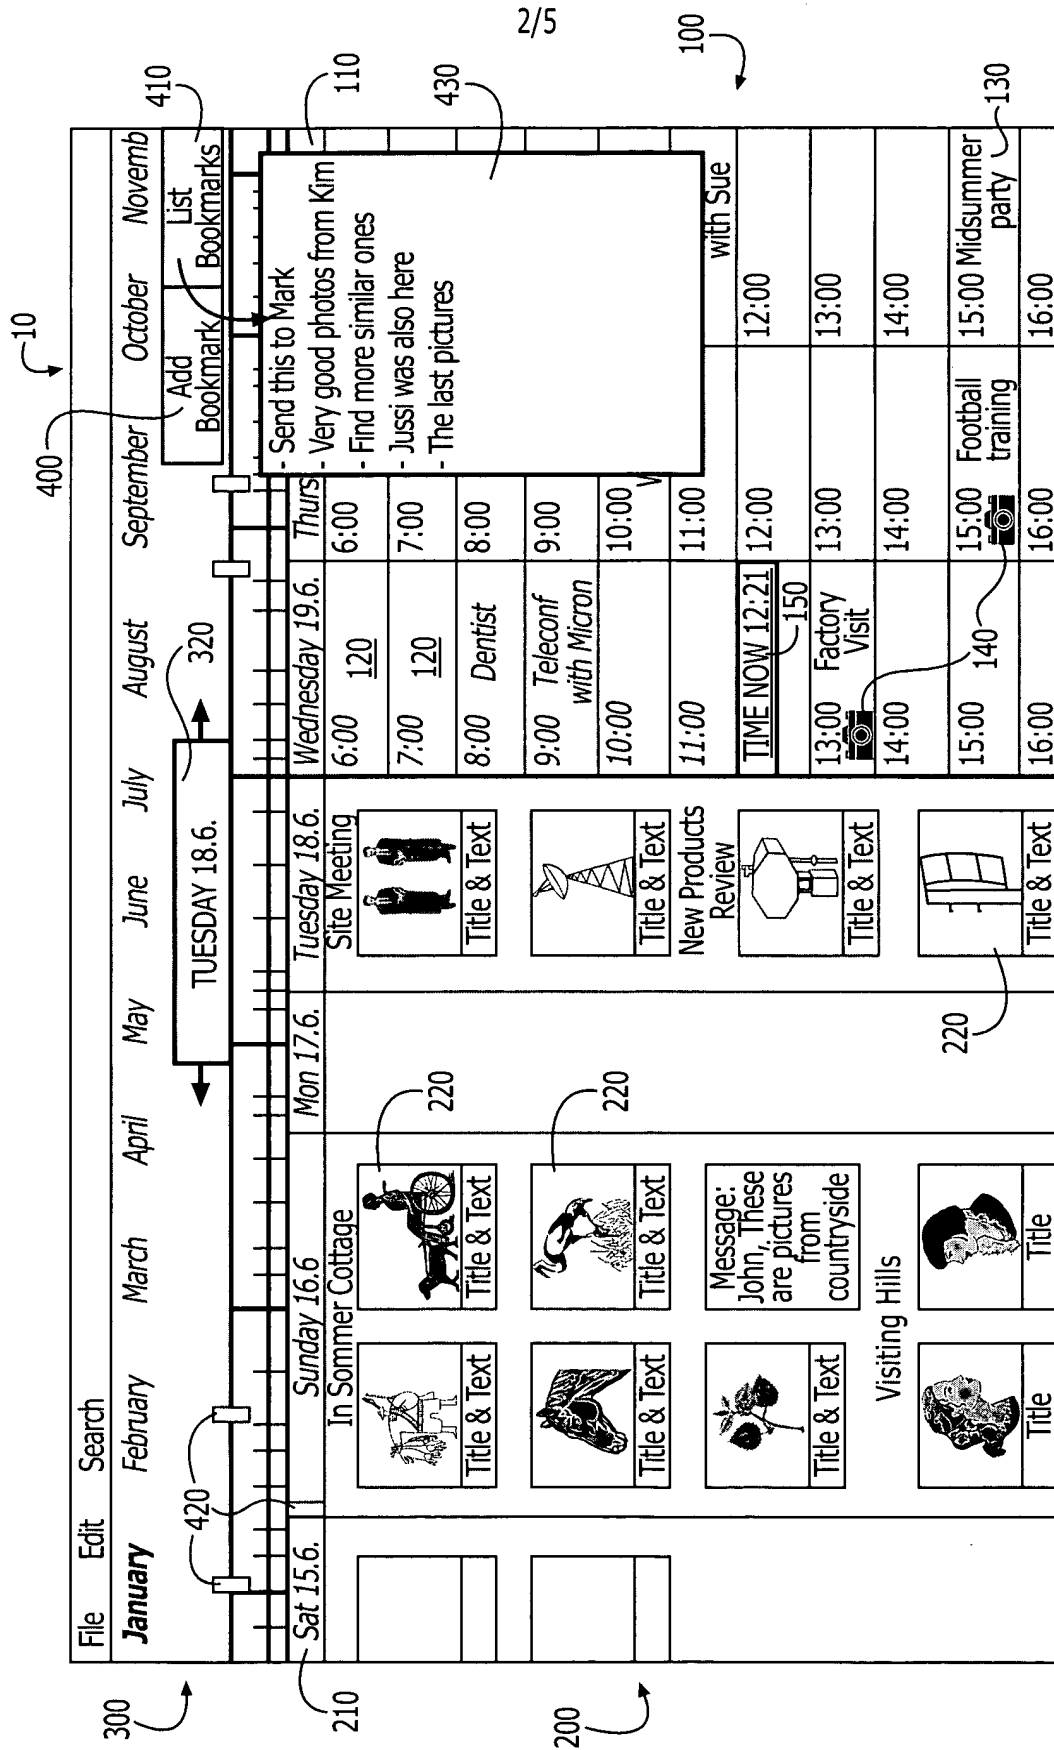 2/5
10
100
File Edit Search
January February March April May June July August September October Novemb
300
320
400
410
420
TUESDAY 18.6.
Add
Bookmark
List
Bookmarks
110
430
210
Sat 15.6.
Sunday 16.6
Mon 17.6.
Tuesday 18.6.
Wednesday 19.6.
Thurs
- Send this to Mark
- Very good photos from Kim
- Find more similar ones
- Jussi was also here
- The last pictures
200
In Sommer Cottage
Title & Text
Title & Text
220
Title & Text
Title & Text
220
Title & Text
Message:
John, These
are pictures
from
countryside
Visiting Hills
Title
Title
Site Meeting
Title & Text
Title & Text
New Products
Review
Title & Text
Title & Text
220
6:00 120
7:00 120
8:00 Dentist
9:00 Teleconf
with Micron
10:00
11:00
TIME NOW 12:21
150
13:00 Factory
Visit
14:00
15:00
16:00
140
6:00
7:00
8:00
9:00
10:00
11:00
12:00
13:00
14:00
15:00 Football
training
16:00
with Sue
12:00
13:00
14:00
15:00 Midsummer
party
16:00
130